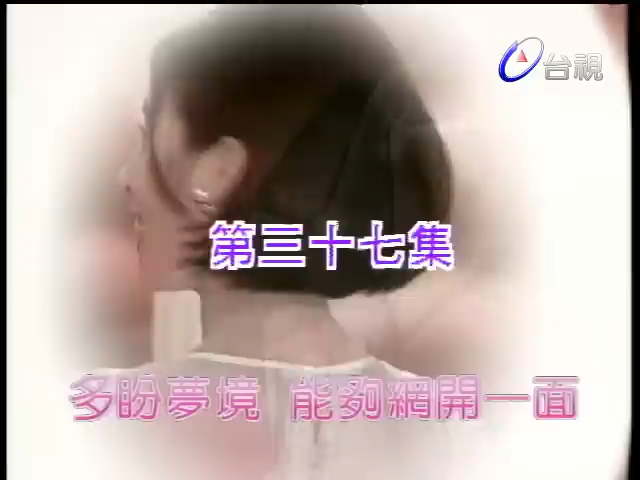 台視
第三十七集
多盼夢境 能夠網開一面